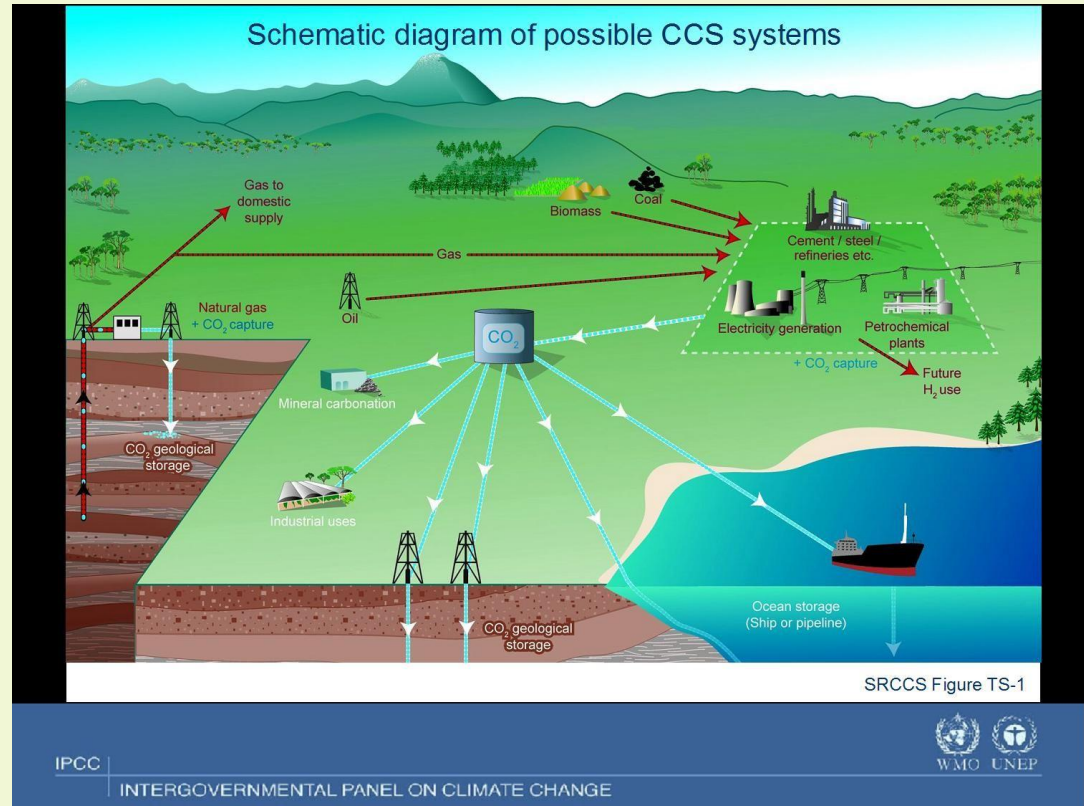 Schematic diagram of possible CCS systems
Gas to
domestic
supply
Biomass
Coal
Cement / steel /
refineries etc.
Gas
Natural gas
+ CO₂ capture
Oil
CO₂
Electricity generation
Petrochemical
plants
+ CO₂ capture
Future
H₂ use
Mineral carbonation
CO₂ geological
storage
Industrial uses
CO₂ geological
storage
Ocean storage
(Ship or pipeline)
SRCCS Figure TS-1
IPCC
INTERGOVERNMENTAL PANEL ON CLIMATE CHANGE
WMO UNEP